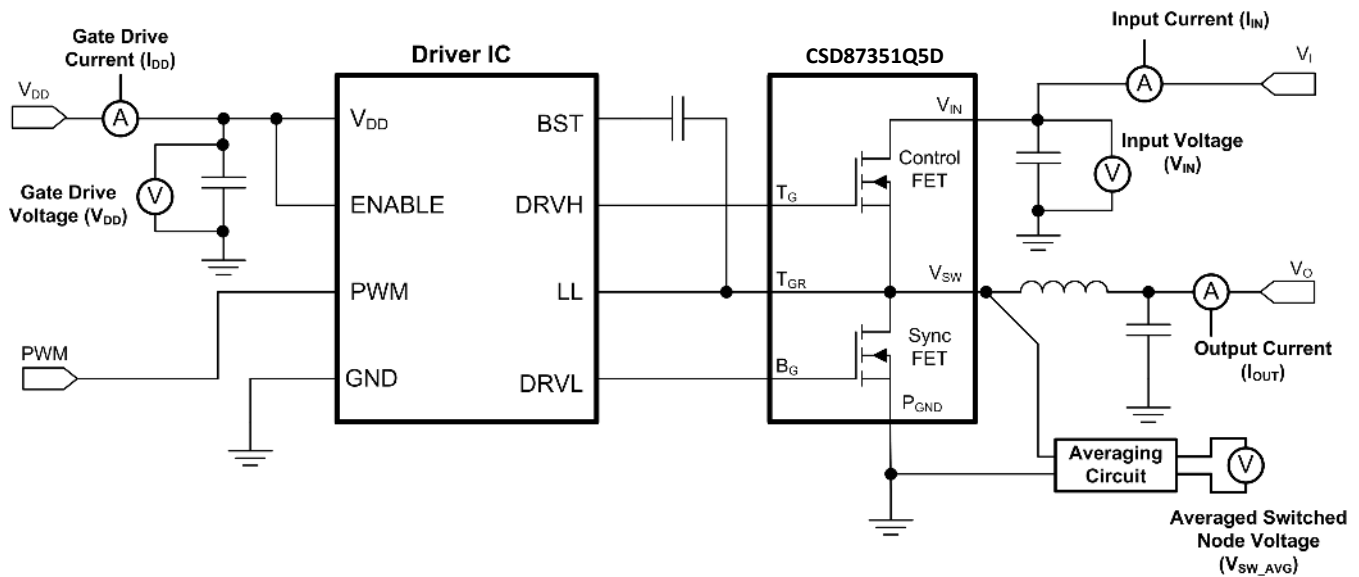 Gate Drive
Current (IDD)
VDD
A
V
Gate Drive
Voltage (VDD)
PWM
Driver IC
VDD
ENABLE
PWM
GND
BST
DRVH
LL
DRVL
CSD87351Q5D
VIN
Control
FET
TG
TGR
VSW
Sync
FET
BG
PGND
Input Current (IIN)
A
VI
V
Input Voltage
(VIN)
VO
A
Output Current
(IOUT)
Averaging
Circuit
V
Averaged Switched
Node Voltage
(VSW_AVG)